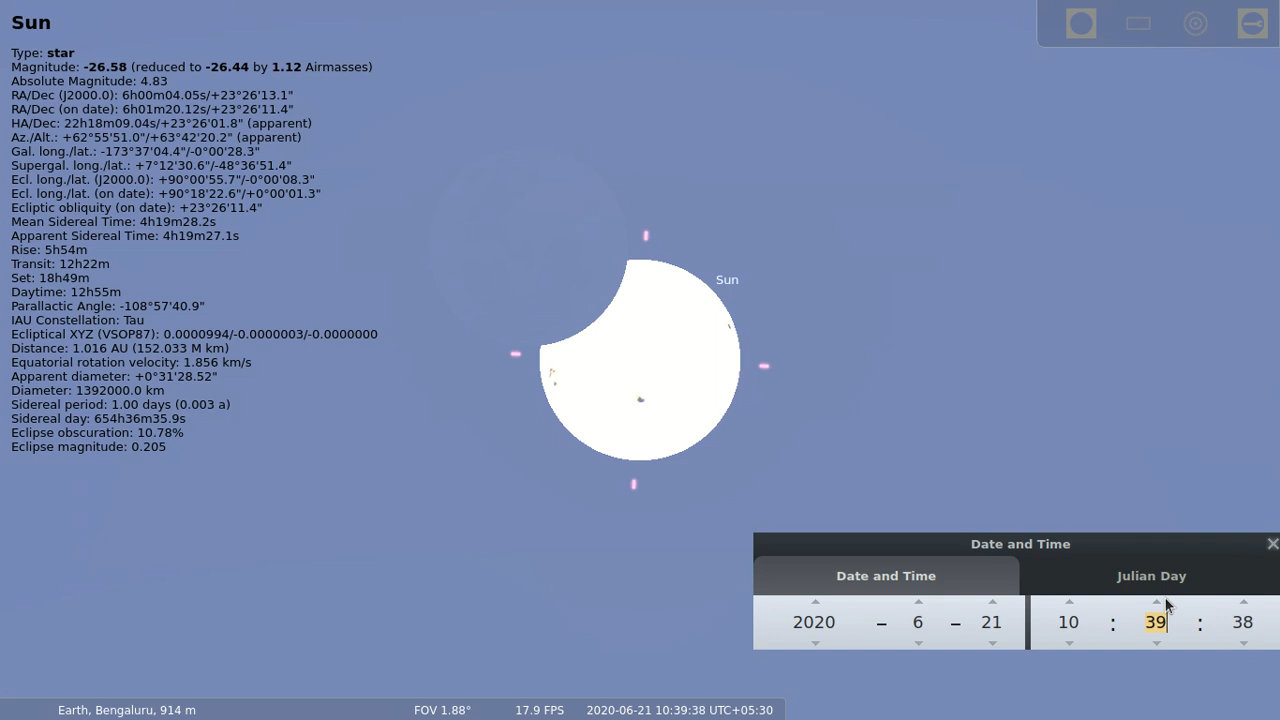 Sun
Type: star
Magnitude: -26.58 (reduced to -26.44 by 1.12 Airmasses)
Absolute Magnitude: 4.83
RA/Dec (J2000.0): 6h00m04.05s/+23°26'13.1"
RA/Dec (on date): 6h01m20.12s/+23°26'11.4"
HA/Dec: 22h18m09.04s/+23°26'01.8" (apparent)
Az./Alt.: +62°55'51.0"/+63°42'20.2" (apparent)
Gal. long./lat.: -173°37'04.4"/-0°00'28.3"
Supergal. long./lat.: +7°12'30.6"/-48°36'51.4"
Ecl. long./lat. (J2000.0): +90°00'55.7"/-0°00'08.3"
Ecl. long./lat. (on date): +90°18'22.6"/+0°00'01.3"
Ecliptic obliquity (on date): +23°26'11.4"
Mean Sidereal Time: 4h19m28.2s
Apparent Sidereal Time: 4h19m27.1s
Rise: 5h54m
Transit: 12h22m
Set: 18h49m
Daytime: 12h55m
Parallactic Angle: -108°57'40.9"
IAU Constellation: Tau
Ecliptical XYZ (VSOP87): 0.0000994/-0.0000003/-0.0000000
Distance: 1.016 AU (152.033 M km)
Equatorial rotation velocity: 1.856 km/s
Apparent diameter: +0°31'28.52"
Diameter: 1392000.0 km
Sidereal period: 1.00 days (0.003 a)
Sidereal day: 654h36m35.9s
Eclipse obscuration: 10.78%
Eclipse magnitude: 0.205
Sun
Date and Time
Date and Time Julian Day
2020 – 6 – 21 10 : 39 : 38
Earth, Bengaluru, 914 m FOV 1.88° 17.9 FPS 2020-06-21 10:39:38 UTC+05:30